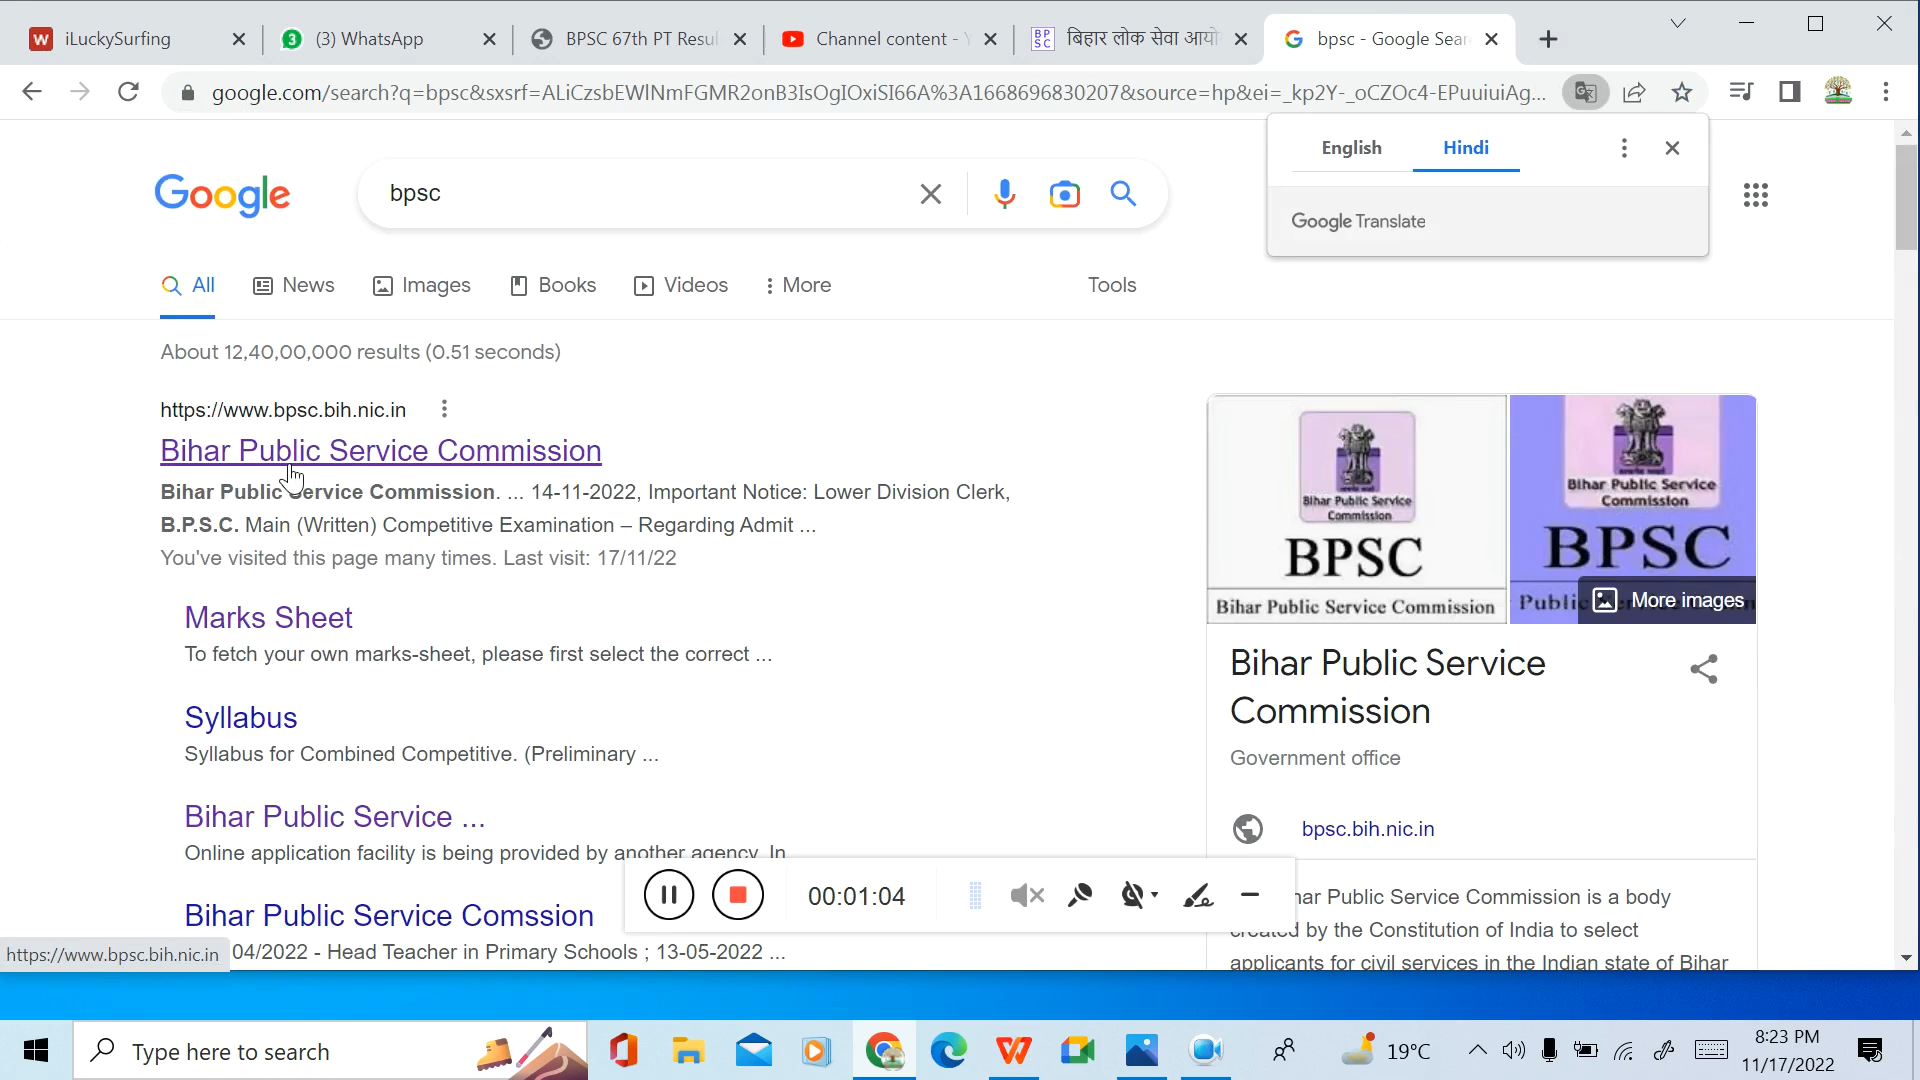 iLuckySurfing
(3) WhatsApp
BPSC 67th PT Resul
Channel content -
बिहार लोक सेवा आयो
bpsc - Google Sear
google.com/search?q=bpsc&sxsrf=ALiCzsbEWlNmFGMR2onB3IsOgIOxiSI66A%3A1668696830207&source=hp&ei=_kp2Y-_oCZOc4-EPuuiuiAg...
English
Hindi
Google Translate
Google
bpsc
All
News
Images
Books
Videos
More
Tools
About 12,40,00,000 results (0.51 seconds)
https://www.bpsc.bih.nic.in
Bihar Public Service Commission
Bihar Public Service Commission. ... 14-11-2022, Important Notice: Lower Division Clerk,
B.P.S.C. Main (Written) Competitive Examination – Regarding Admit ...
You've visited this page many times. Last visit: 17/11/22
Marks Sheet
To fetch your own marks-sheet, please first select the correct ...
Syllabus
Syllabus for Combined Competitive. (Preliminary ...
Bihar Public Service ...
Online application facility is being provided by another agency. In
Bihar Public Service Comssion
04/2022 - Head Teacher in Primary Schools ; 13-05-2022 ...
https://www.bpsc.bih.nic.in
Bihar Public Service
Commission
BPSC
Bihar Public Service Commission
Bihar Public Service
Commission
BPSC
Public
More images
Bihar Public Service
Commission
Government office
bpsc.bih.nic.in
har Public Service Commission is a body
created by the Constitution of India to select
applicants for civil services in the Indian state of Bihar
00:01:04
Type here to search
19°C
8:23 PM
11/17/2022